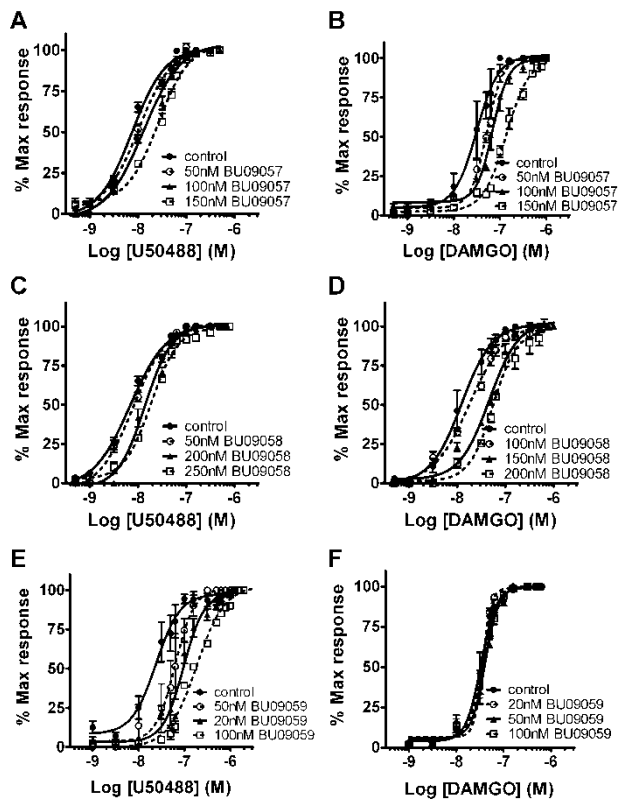 A
% Max response
100
75
50
25
0
control
50nM BU09057
100nM BU09057
150nM BU09057
-9
-8
-7
-6
Log [U50488] (M)
B
% Max response
100
75
50
25
0
control
50nM BU09057
100nM BU09057
150nM BU09057
-9
-8
-7
-6
Log [DAMGO] (M)
C
% Max response
100
75
50
25
0
control
50nM BU09058
200nM BU09058
250nM BU09058
-9
-8
-7
-6
Log [U50488] (M)
D
% Max response
100
75
50
25
0
control
100nM BU09058
150nM BU09058
200nM BU09058
-9
-8
-7
-6
Log [DAMGO] (M)
E
% Max response
100
75
50
25
0
control
50nM BU09059
20nM BU09059
100nM BU09059
-9
-8
-7
-6
Log [U50488] (M)
F
% Max response
100
75
50
25
0
control
20nM BU09059
50nM BU09059
100nM BU09059
-9
-8
-7
-6
Log [DAMGO] (M)